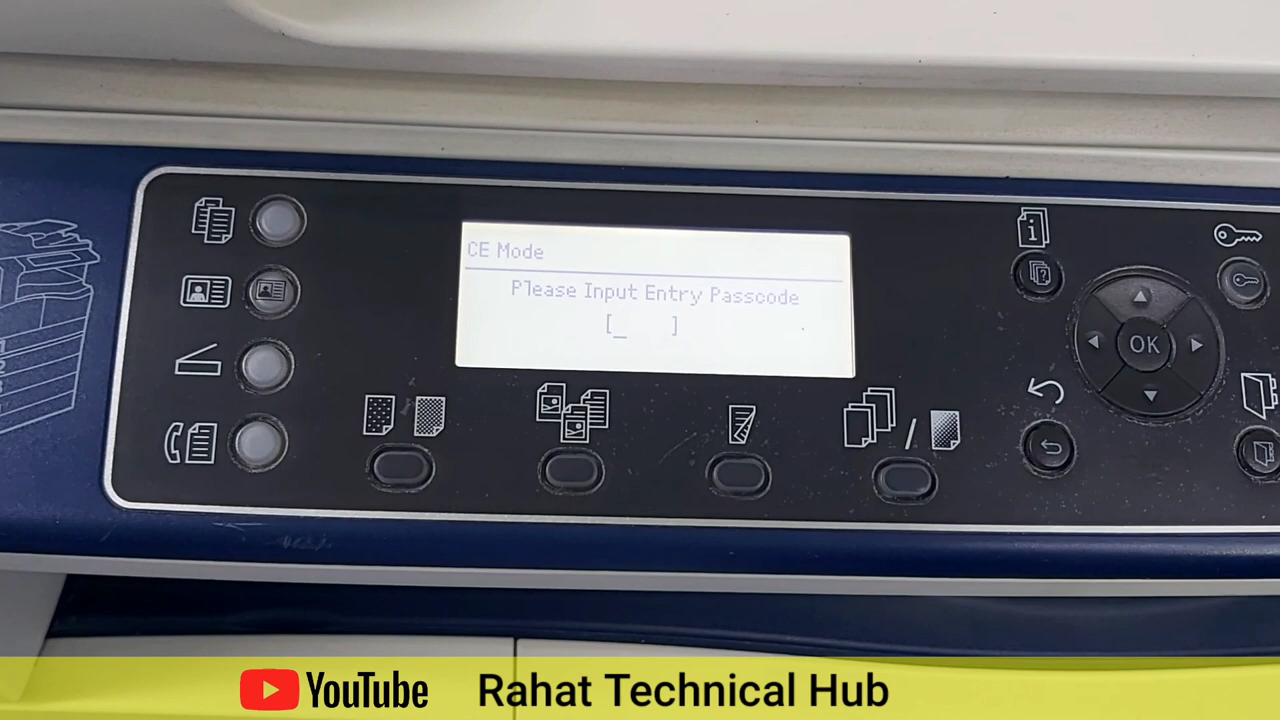 CE Mode
Please Input Entry Passcode
[_ ]
OK
YouTube
Rahat Technical Hub